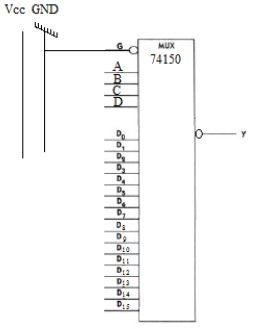 Vcc GND
G MUX
74150
A
B
C
D
D0
D1
D2
D3
D4
D5
D6
D7
D8
D9
D10
D11
D12
D13
D14
D15
Y